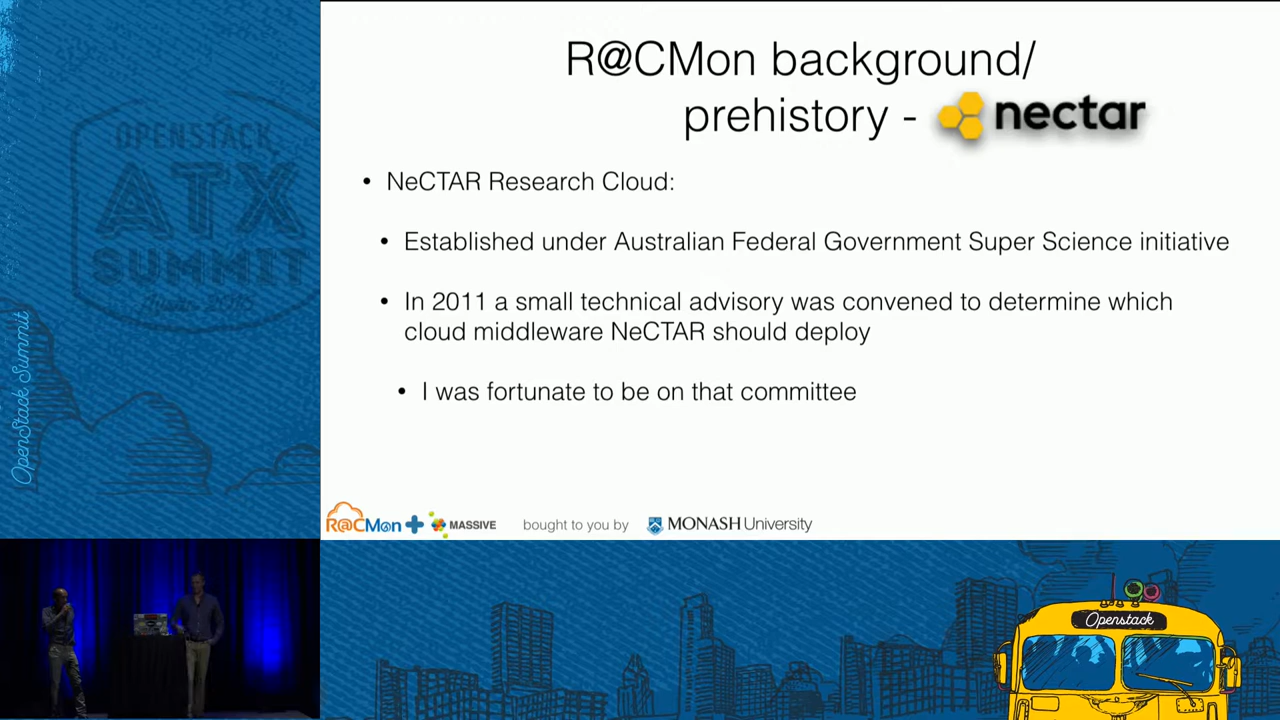 R@CMon background/
prehistory - nectar
• NeCTAR Research Cloud:
• Established under Australian Federal Government Super Science initiative
• In 2011 a small technical advisory was convened to determine which
cloud middleware NeCTAR should deploy
• I was fortunate to be on that committee
R@CMon + MASSIVE bought to you by MONASH University
OPENSTACK
ATX
SUMMIT
OpenStack Summit
Openstack